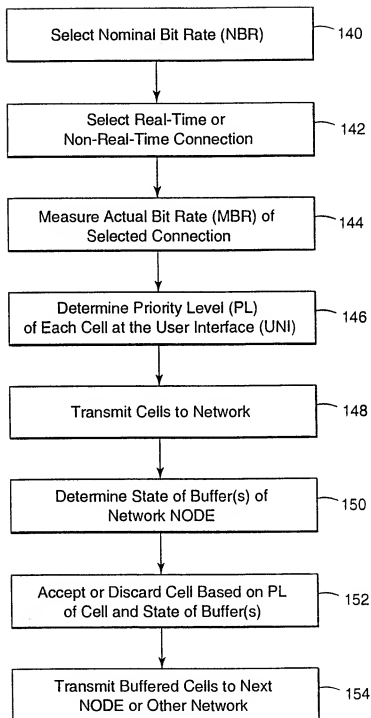 Select Nominal Bit Rate (NBR)
140
Select Real-Time or
Non-Real-Time Connection
142
Measure Actual Bit Rate (MBR) of
Selected Connection
144
Determine Priority Level (PL)
of Each Cell at the User Interface (UNI)
146
Transmit Cells to Network
148
Determine State of Buffer(s) of
Network NODE
150
Accept or Discard Cell Based on PL
of Cell and State of Buffer(s)
152
Transmit Buffered Cells to Next
NODE or Other Network
154